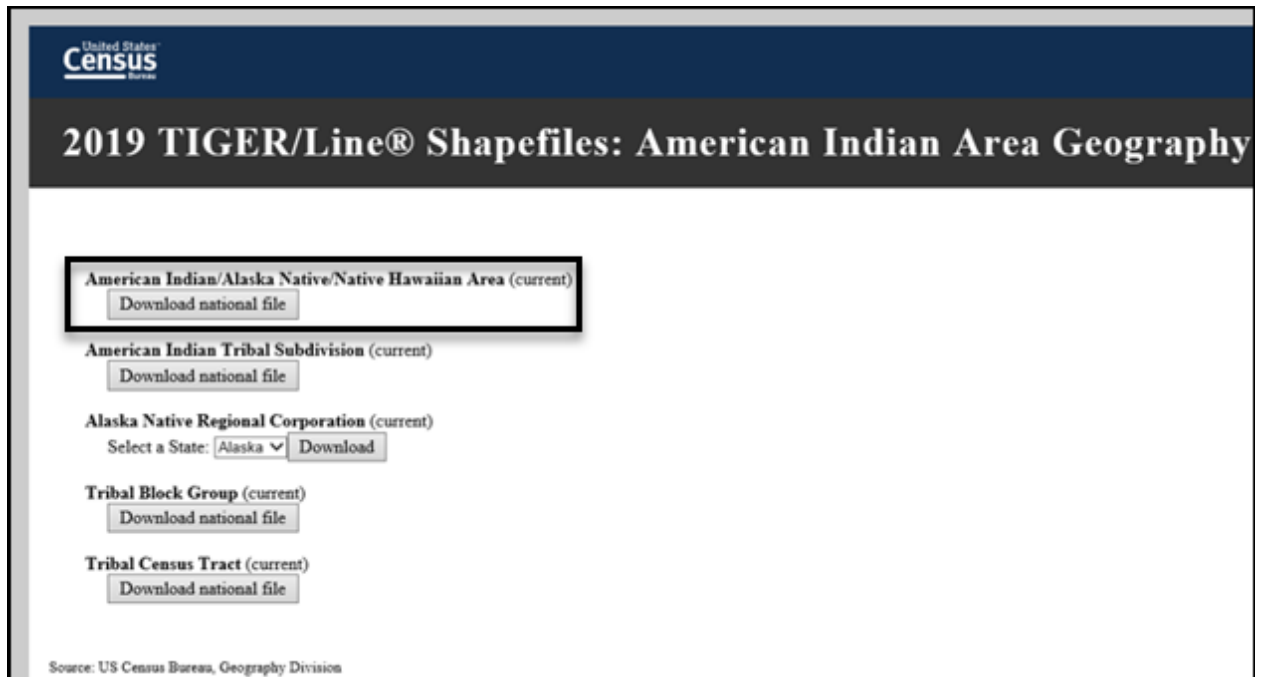 United States™
Census
Bureau
2019 TIGER/Line® Shapefiles: American Indian Area Geography
American Indian/Alaska Native/Native Hawaiian Area (current)
Download national file
American Indian Tribal Subdivision (current)
Download national file
Alaska Native Regional Corporation (current)
Select a State: Alaska Download
Tribal Block Group (current)
Download national file
Tribal Census Tract (current)
Download national file
Source: US Census Bureau, Geography Division